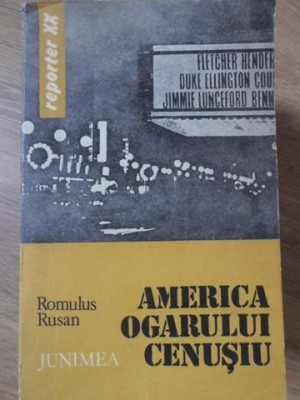 reporter XX
FLETCHER HENDER
DUKE ELLINGTON COU
JIMMIE LUNCEFORD BENN
Romulus
Rusan
JUNIMEA
AMERICA
OGARULUI
CENUȘIU